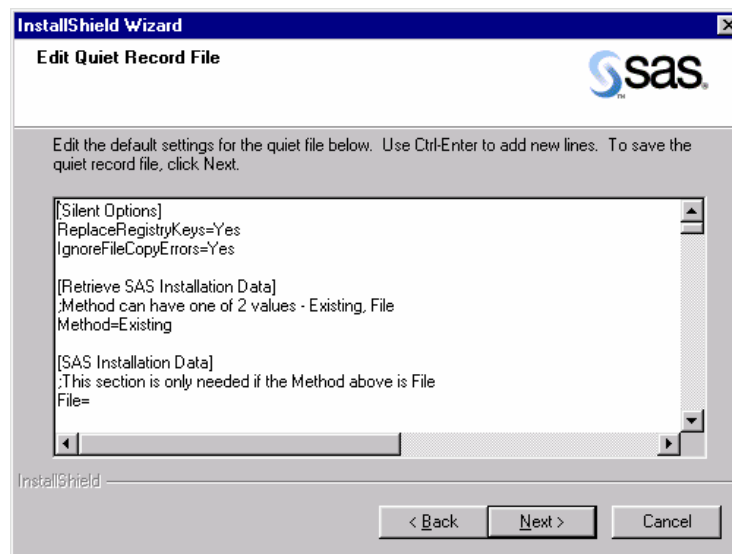 InstallShield Wizard
Edit Quiet Record File
sas.
TM
Edit the default settings for the quiet file below. Use Ctrl-Enter to add new lines. To save the
quiet record file, click Next.
[Silent Options]
ReplaceRegistryKeys=Yes
IgnoreFileCopyErrors=Yes
[Retrieve SAS Installation Data]
;Method can have one of 2 values - Existing, File
Method=Existing
[SAS Installation Data]
;This section is only needed if the Method above is File
File=
InstallShield
< Back
Next >
Cancel